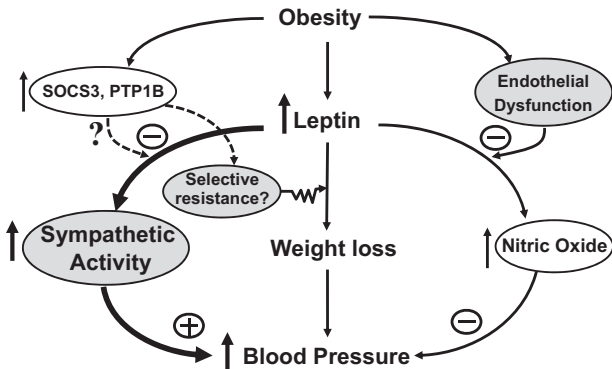 Obesity
SOCS3, PTP1B
Endothelial
Dysfunction
?
−
Leptin
−
Selective
resistance?
Sympathetic
Activity
Weight loss
Nitric Oxide
+
−
Blood Pressure